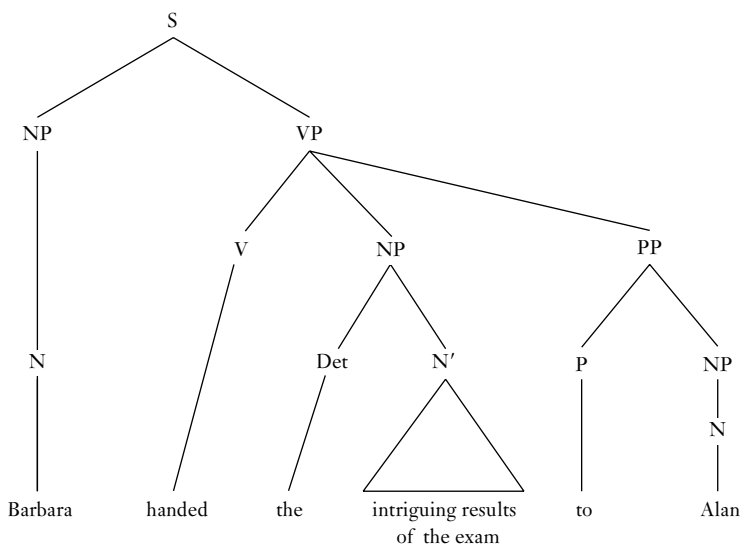 S
NP VP
V NP PP
N Det N′ P NP
N
Barbara handed the intriguing results to Alan
of the exam